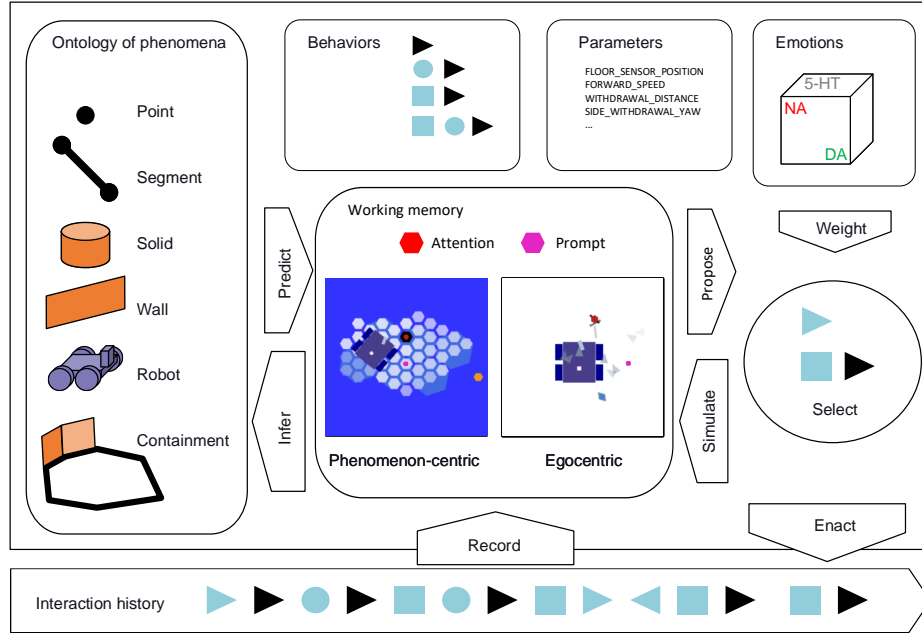 Ontology of phenomena
Point
Segment
Solid
Wall
Robot
Containment
Behaviors
Parameters
FLOOR_SENSOR_POSITION
FORWARD_SPEED
WITHDRAWAL_DISTANCE
SIDE_WITHDRAWAL_YAW
...
Emotions
5-HT
NA
DA
Predict
Infer
Working memory
Attention
Prompt
Phenomenon-centric
Egocentric
Propose
Simulate
Weight
Select
Enact
Record
Interaction history